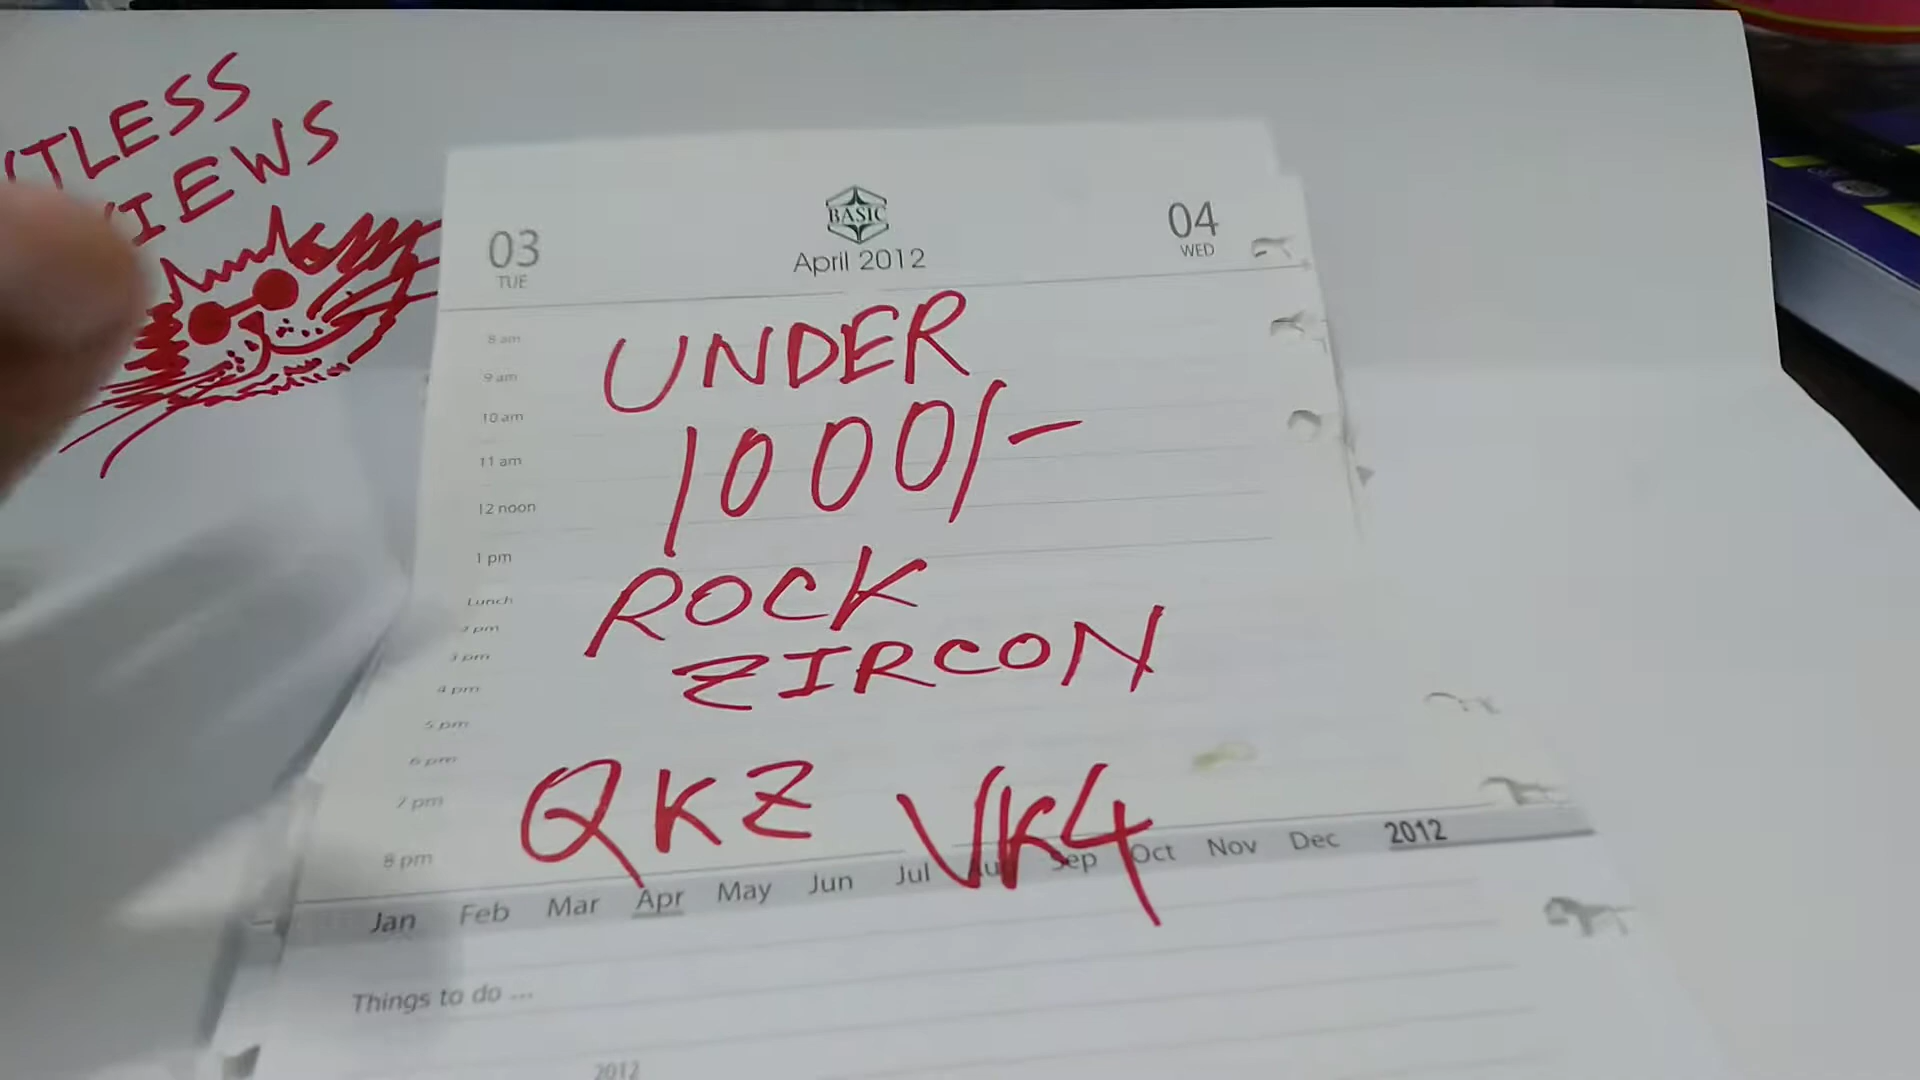 TLESS
IEWS
03
TUE
BASIC
April 2012
04
WED
8 am
9 am
10 am
11 am
12 noon
1 pm
Lunch
2 pm
3 pm
4 pm
5 pm
6 pm
7 pm
8 pm
UNDER
1000/-
ROCK
ZIRCON
QKZ VK4
Jan Feb Mar Apr May Jun Jul Aug Sep Oct Nov Dec 2012
Things to do ...
2012